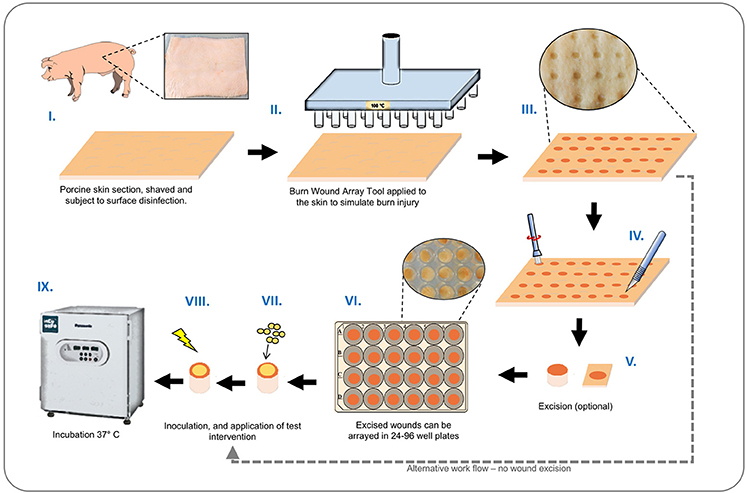 I.
Porcine skin section, shaved and
subject to surface disinfection.
II.
100 °C
Burn Wound Array Tool applied to
the skin to simulate burn injury
III.
IV.
V.
Excision (optional)
VI.
A
B
C
D
Excised wounds can be
arrayed in 24-96 well plates
VII.
VIII.
Inoculation, and application of test
intervention
IX.
Panasonic
Incubation 37° C
Alternative work flow – no wound excision